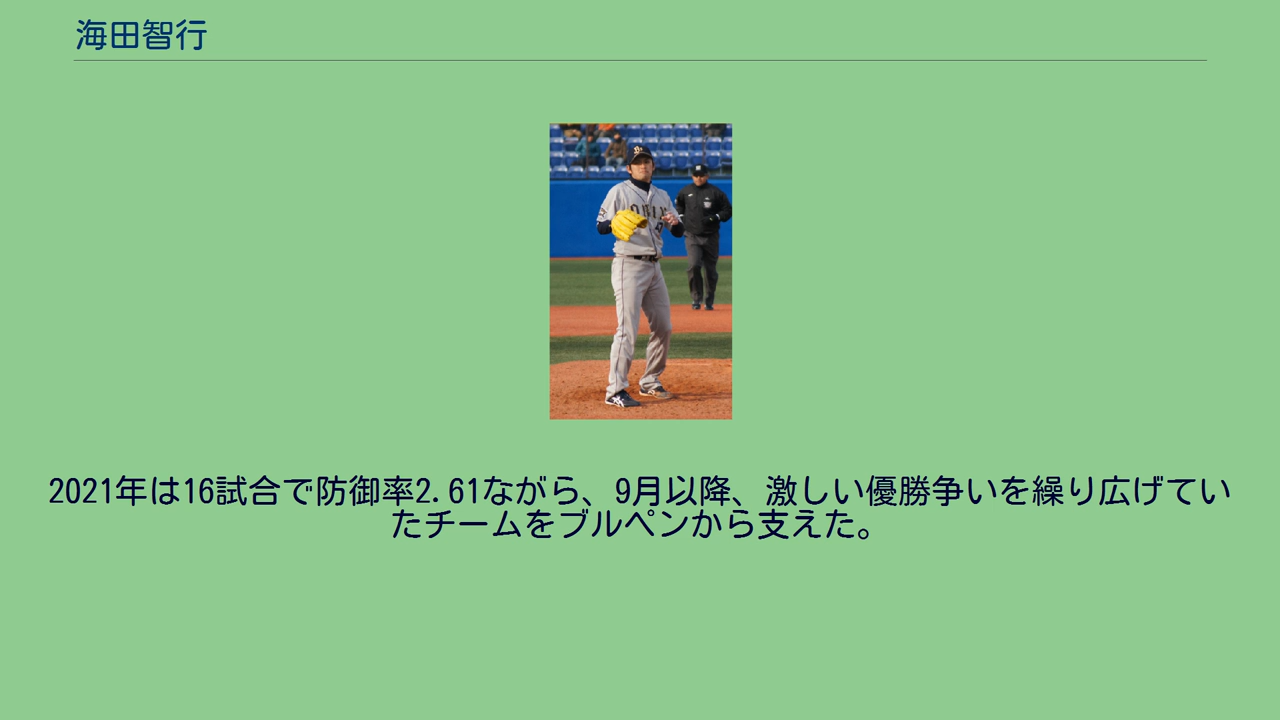 海田智行
2021年は16試合で防御率2.61ながら、9月以降、激しい優勝争いを繰り広げてい
たチームをブルペンから支えた。